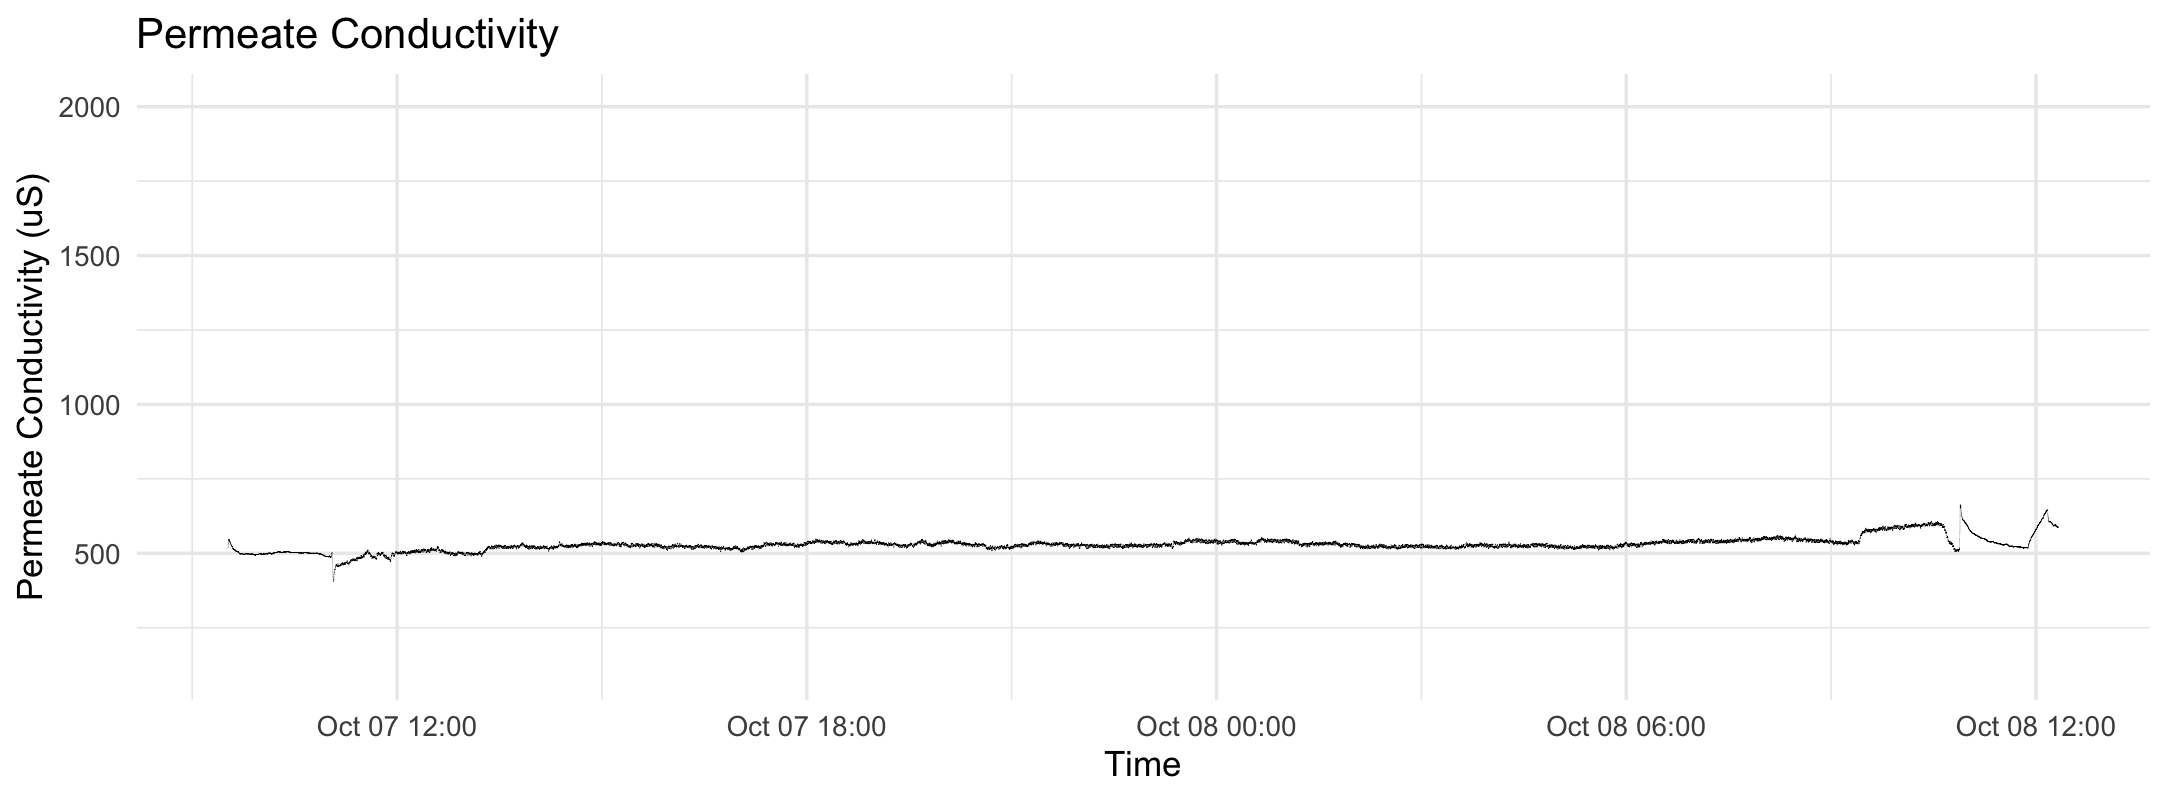 Permeate Conductivity
Permeate Conductivity (uS)
2000
1500
1000
500
Oct 07 12:00
Oct 07 18:00
Oct 08 00:00
Oct 08 06:00
Oct 08 12:00
Time